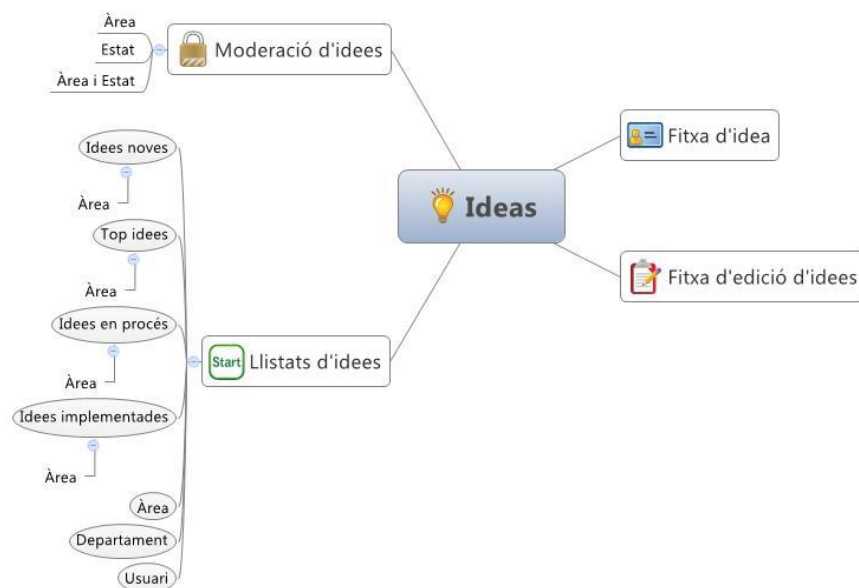 Àrea
Estat
Àrea i Estat
Moderació d'idees
Idees noves
Àrea
Top idees
Àrea
Idees en procés
Àrea
Idees implementades
Àrea
Àrea
Departament
Usuari
Start
Llistats d'idees
Ideas
Fitxa d'idea
Fitxa d'edició d'idees